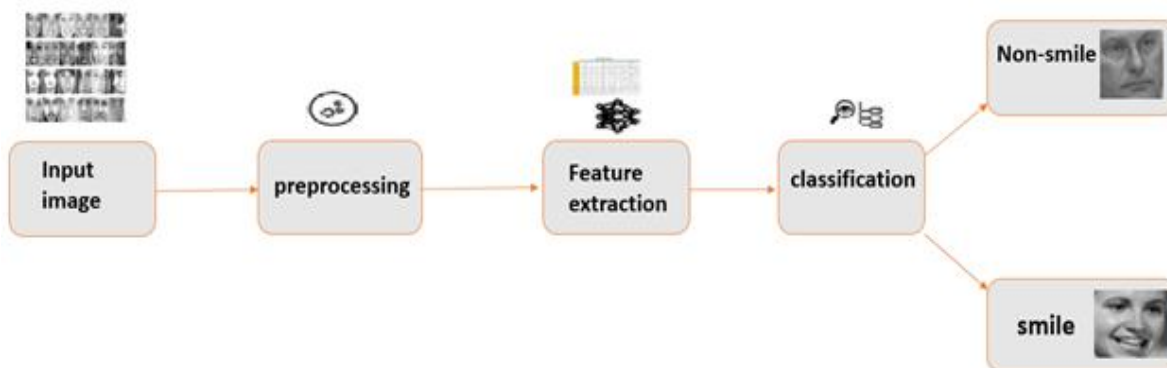 Input
image
preprocessing
Feature
extraction
classification
Non-smile
smile